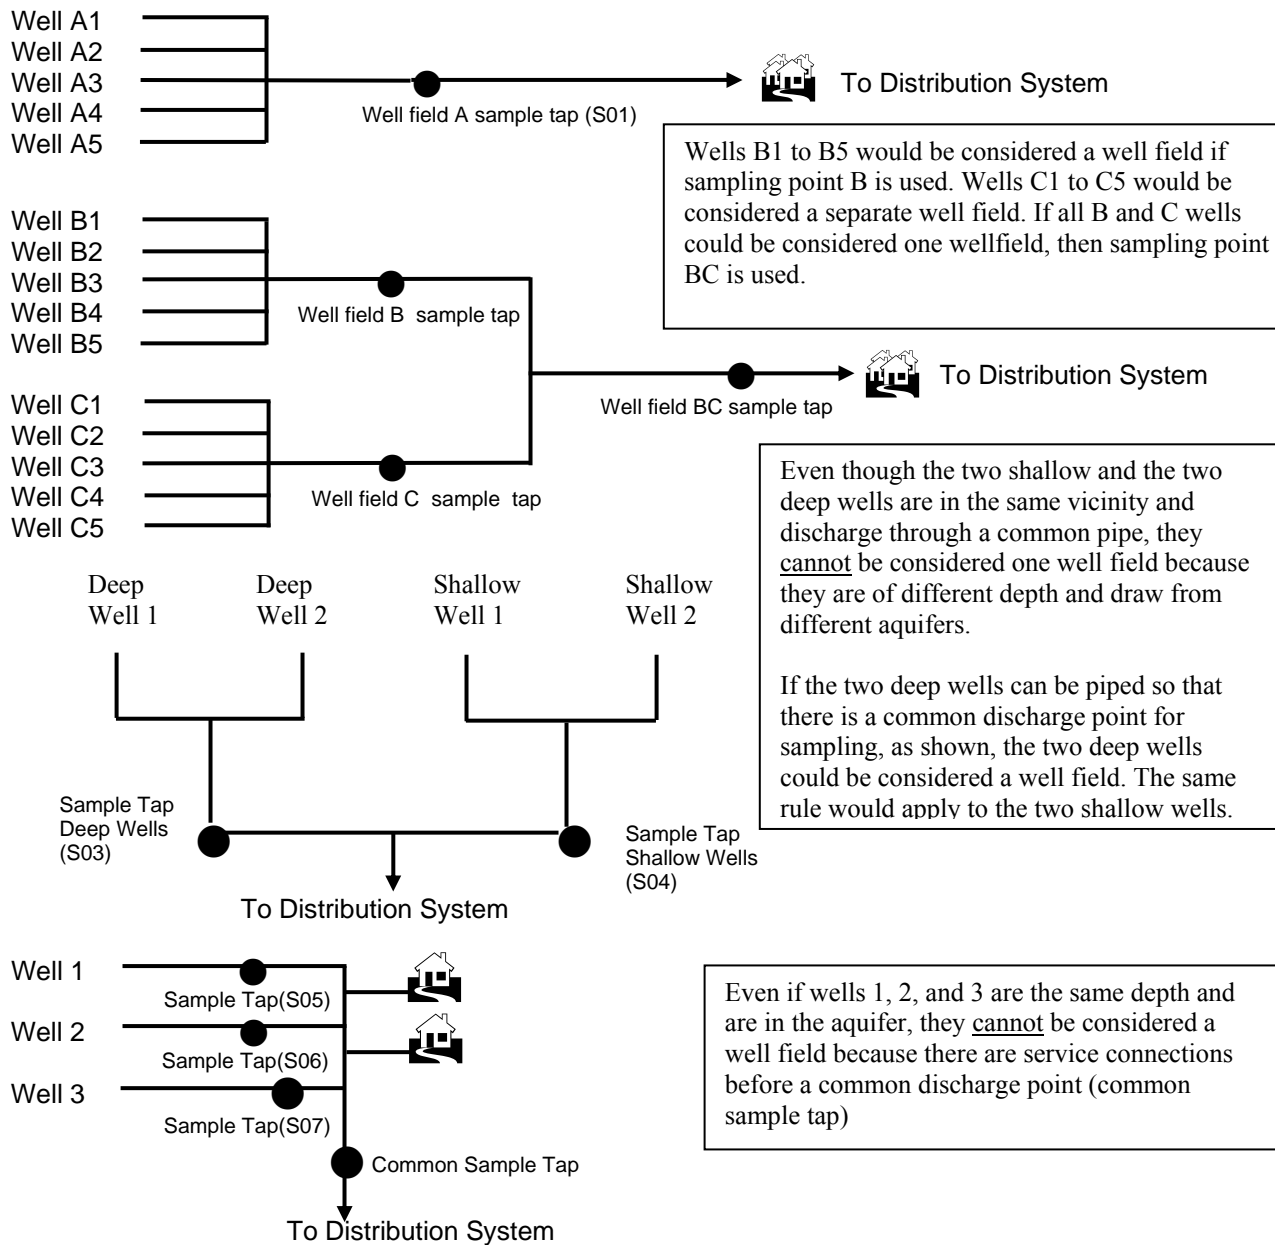 Well A1
Well A2
Well A3
Well A4
Well A5
Well field A sample tap (S01)
To Distribution System
Wells B1 to B5 would be considered a well field if
sampling point B is used. Wells C1 to C5 would be
considered a separate well field. If all B and C wells
could be considered one wellfield, then sampling point
BC is used.
Well B1
Well B2
Well B3
Well B4
Well B5
Well field B sample tap
Well field BC sample tap
To Distribution System
Well C1
Well C2
Well C3
Well C4
Well C5
Well field C sample tap
Even though the two shallow and the two
deep wells are in the same vicinity and
discharge through a common pipe, they
cannot be considered one well field because
they are of different depth and draw from
different aquifers.
If the two deep wells can be piped so that
there is a common discharge point for
sampling, as shown, the two deep wells
could be considered a well field. The same
rule would apply to the two shallow wells.
Deep
Well 1
Deep
Well 2
Shallow
Well 1
Shallow
Well 2
Sample Tap
Deep Wells
(S03)
Sample Tap
Shallow Wells
(S04)
To Distribution System
Well 1
Sample Tap(S05)
Well 2
Sample Tap(S06)
Well 3
Sample Tap(S07)
Common Sample Tap
To Distribution System
Even if wells 1, 2, and 3 are the same depth and
are in the aquifer, they cannot be considered a
well field because there are service connections
before a common discharge point (common
sample tap)